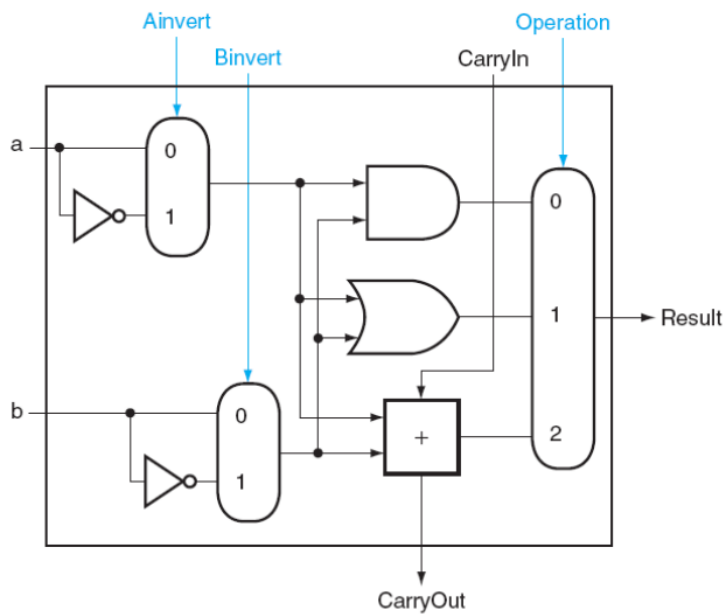 Ainvert
Operation
Binvert
CarryIn
a
0
1
0
1
Result
b
0
1
+
2
CarryOut